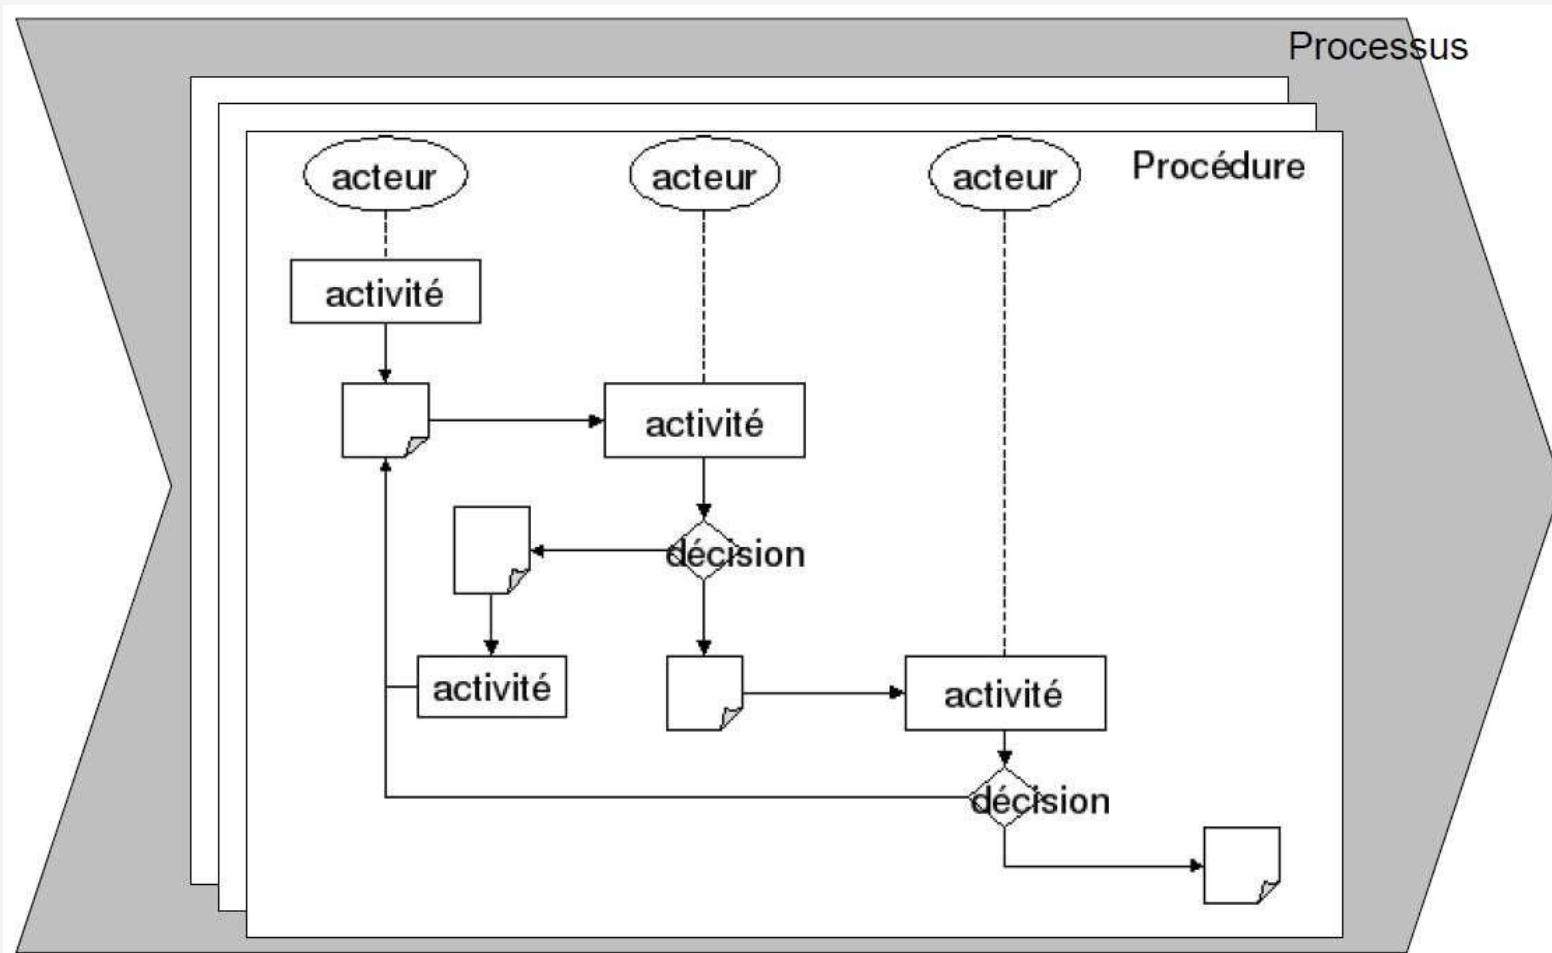 Processus
Procédure
acteur
acteur
acteur
activité
activité
décision
activité
activité
décision